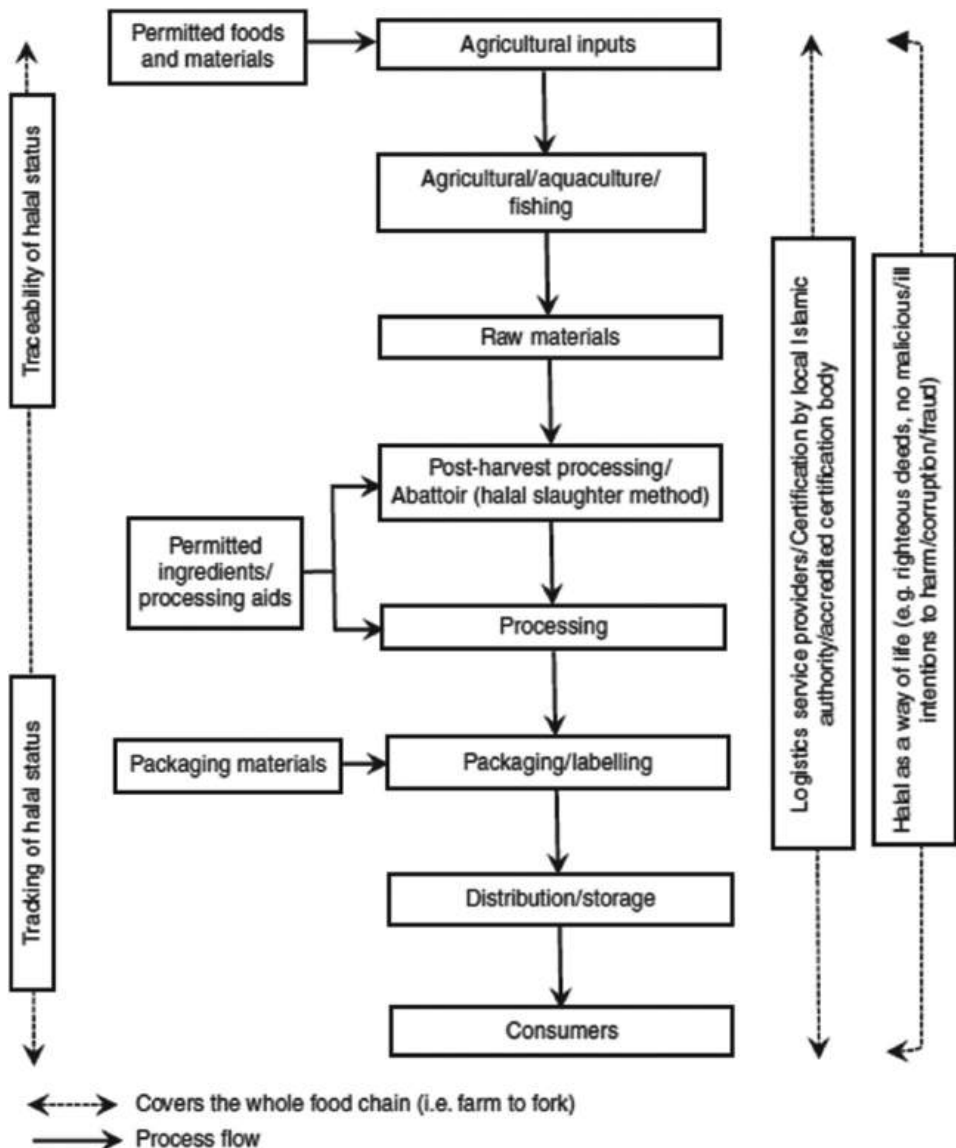 Permitted foods
and materials
Agricultural inputs
Agricultural/aquaculture/
fishing
Raw materials
Post-harvest processing/
Abattoir (halal slaughter method)
Permitted
ingredients/
processing aids
Processing
Packaging materials
Packaging/labelling
Distribution/storage
Consumers
Traceability of halal status
Tracking of halal status
Logistics service providers/Certification by local Islamic
authority/accredited certification body
Halal as a way of life (e.g. righteous deeds, no malicious/ill
intentions to harm/corruption/fraud)
Covers the whole food chain (i.e. farm to fork)
Process flow